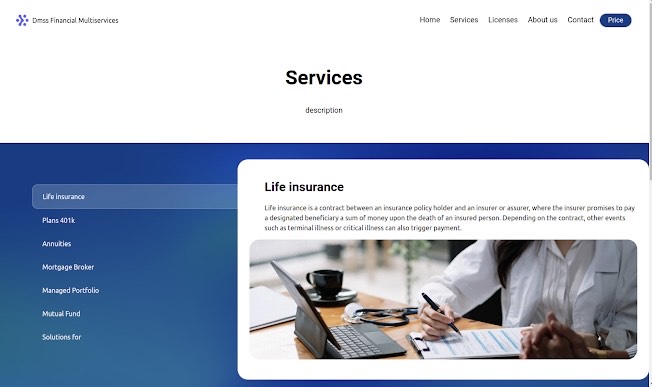 Dmss Financial Multiservices
Home Services Licenses About us Contact Price
Services
description
Life insurance
Plans 401k
Annuities
Mortgage Broker
Managed Portfolio
Mutual Fund
Solutions for
Life insurance
Life insurance is a contract between an insurance policy holder and an insurer or assurer, where the insurer promises to pay
a designated beneficiary a sum of money upon the death of an insured person. Depending on the contract, other events
such as terminal illness or critical illness can also trigger payment.